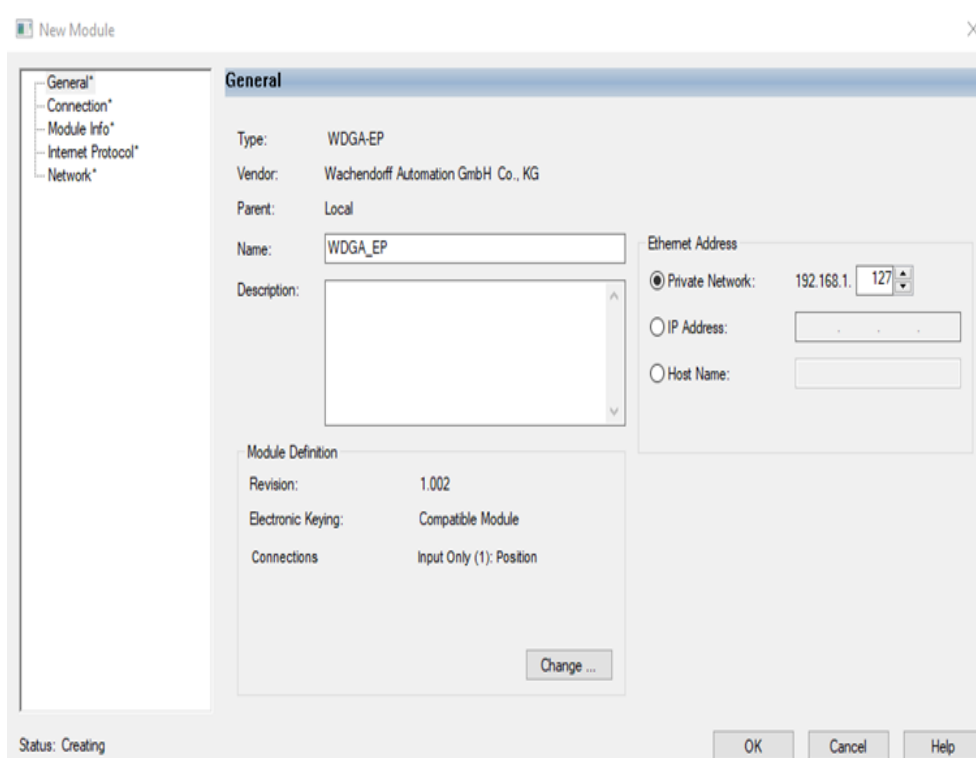 New Module
General*
Connection*
Module Info*
Internet Protocol*
Network*
General
Type: WDGA-EP
Vendor: Wachendorff Automation GmbH Co., KG
Parent: Local
Name: WDGA_EP
Description:
Ethernet Address
Private Network: 192.168.1. 127
IP Address: . . .
Host Name:
Module Definition
Revision: 1.002
Electronic Keying: Compatible Module
Connections Input Only (1): Position
Change ...
Status: Creating
OK Cancel Help